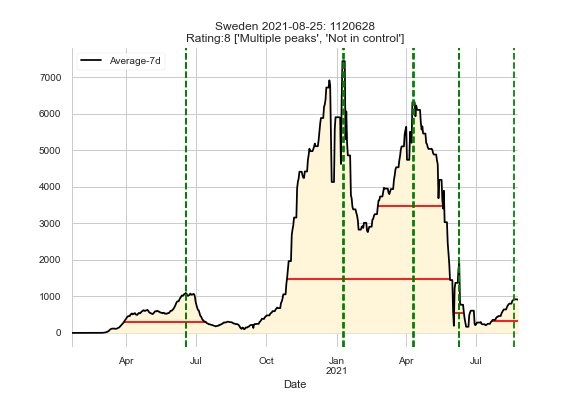 Sweden 2021-08-25: 1120628
Rating:8 ['Multiple peaks', 'Not in control']
Average-7d
7000
6000
5000
4000
3000
2000
1000
0
Apr Jul Oct Jan Apr Jul
2021
Date